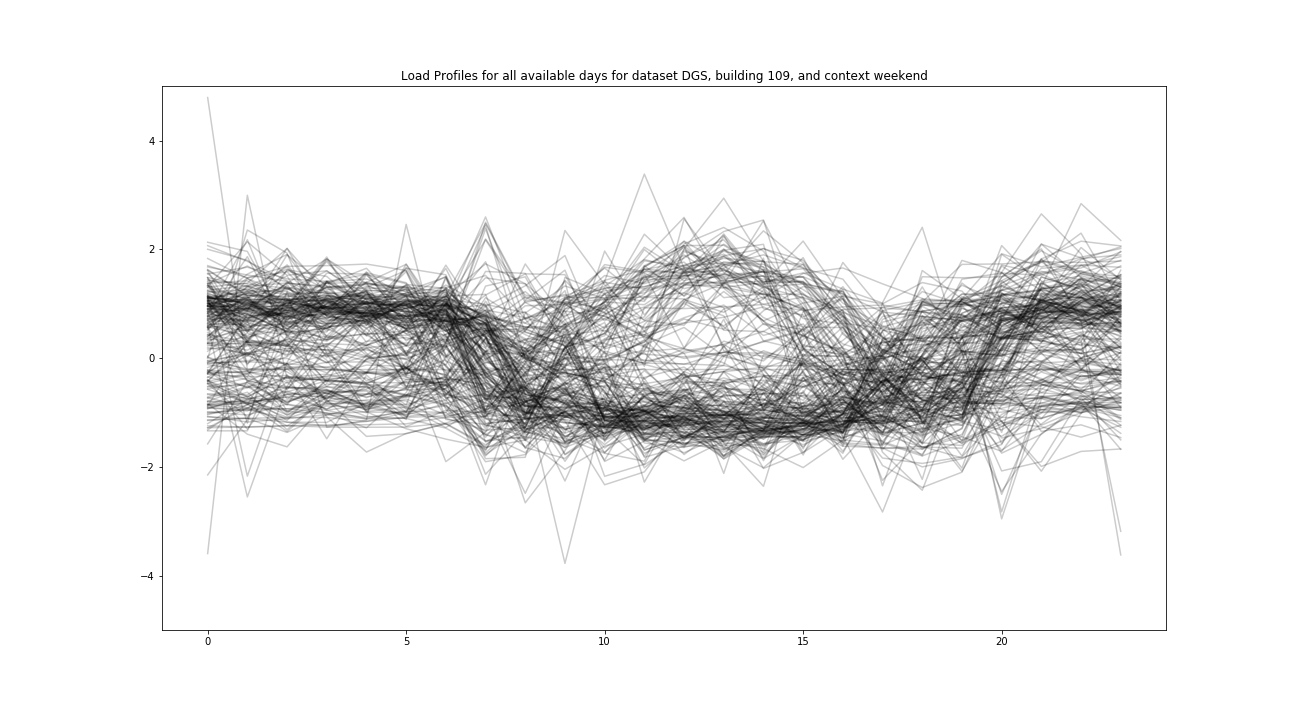 Load Profiles for all available days for dataset DGS, building 109, and context weekend
4
2
0
−2
−4
0 5 10 15 20